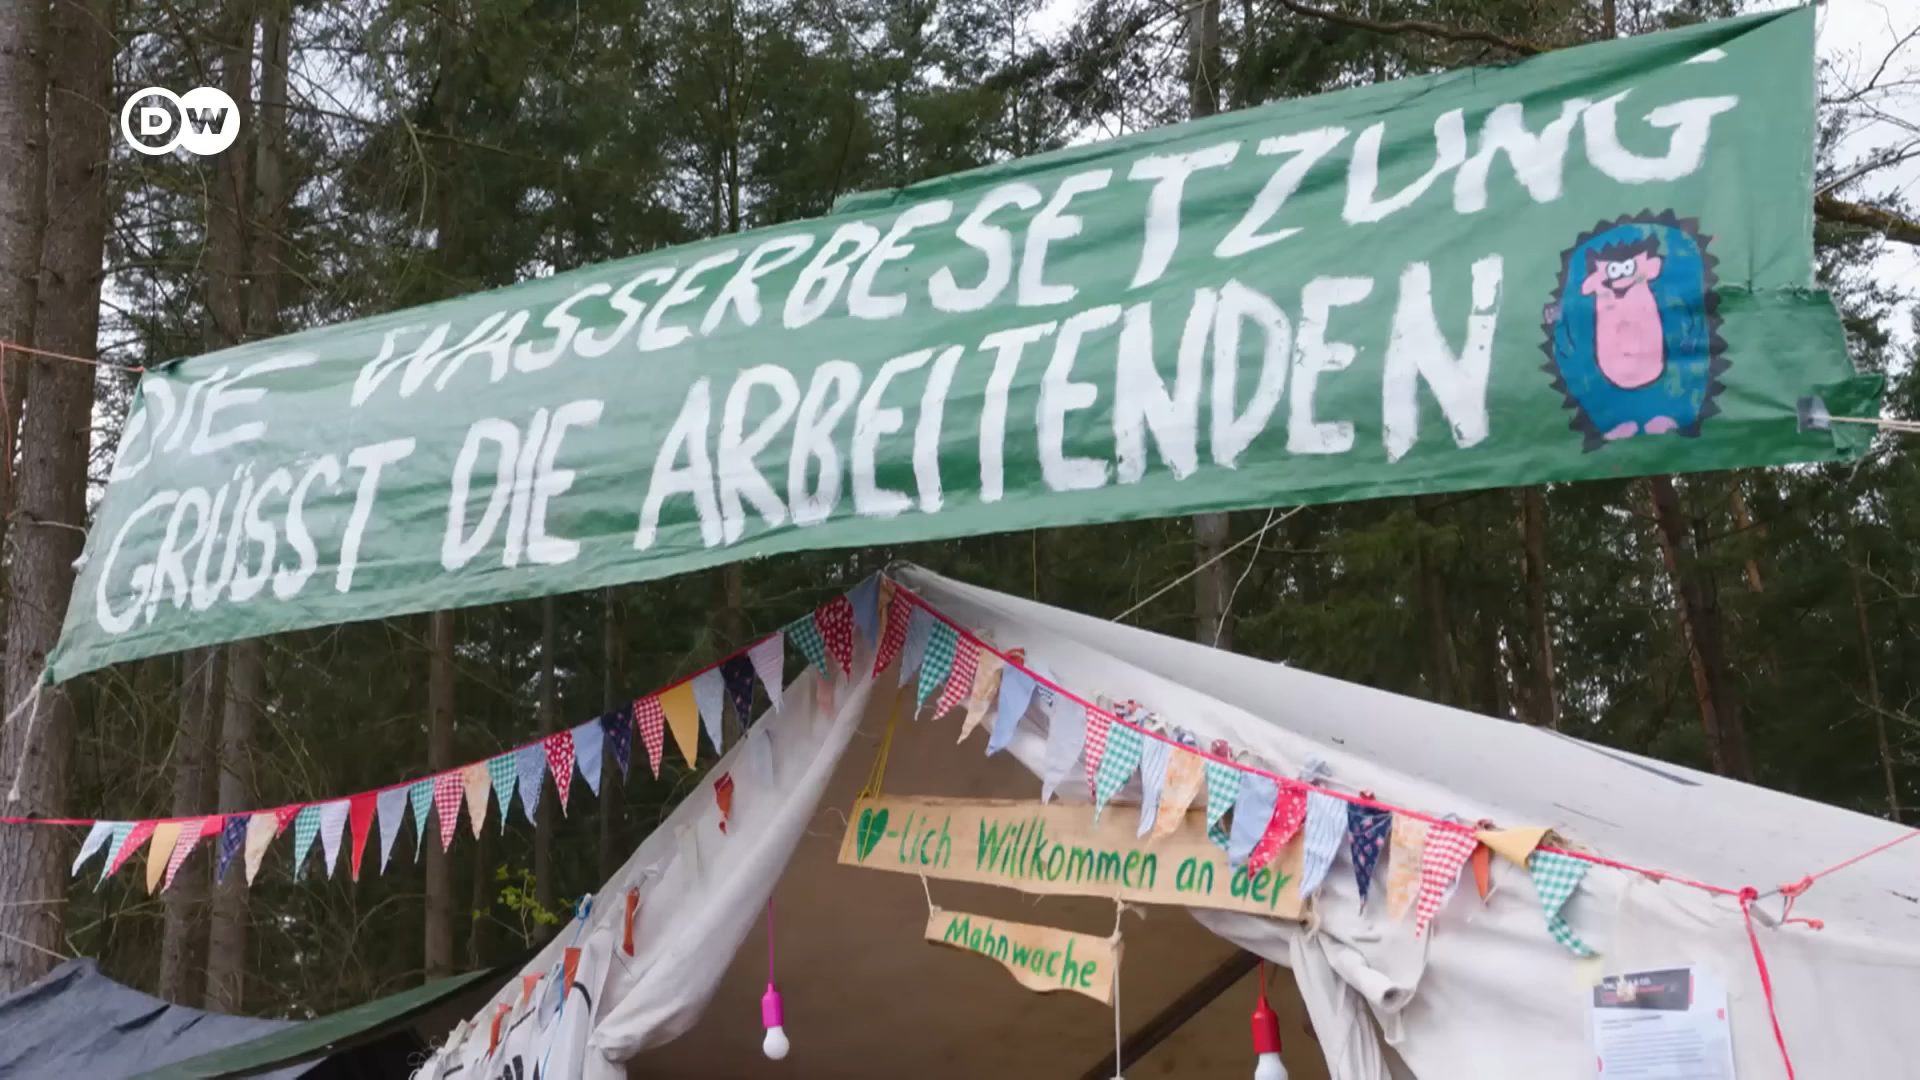 DW
DIE WASSERBESETZUNG
GRÜSST DIE ARBEITENDEN
-lich Willkommen an der
Mahnwache